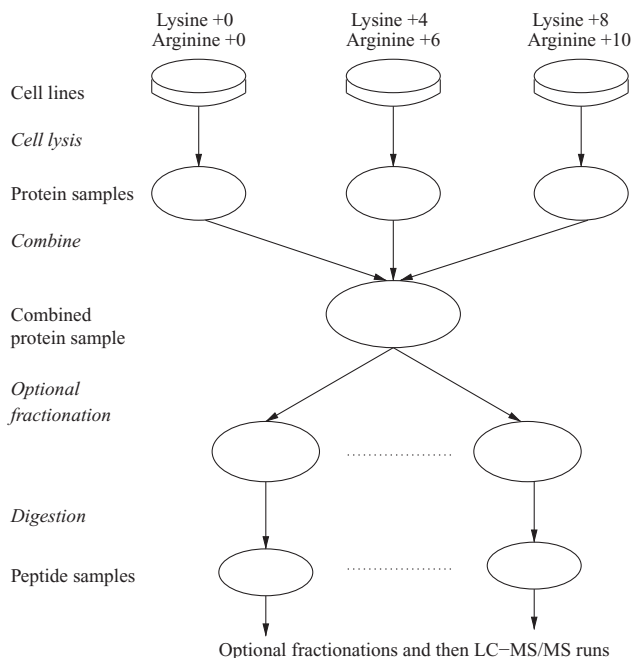 Lysine +0 Lysine +4 Lysine +8
Arginine +0 Arginine +6 Arginine +10
Cell lines
Cell lysis
Protein samples
Combine
Combined
protein sample
Optional
fractionation
Digestion
Peptide samples
Optional fractionations and then LC−MS/MS runs